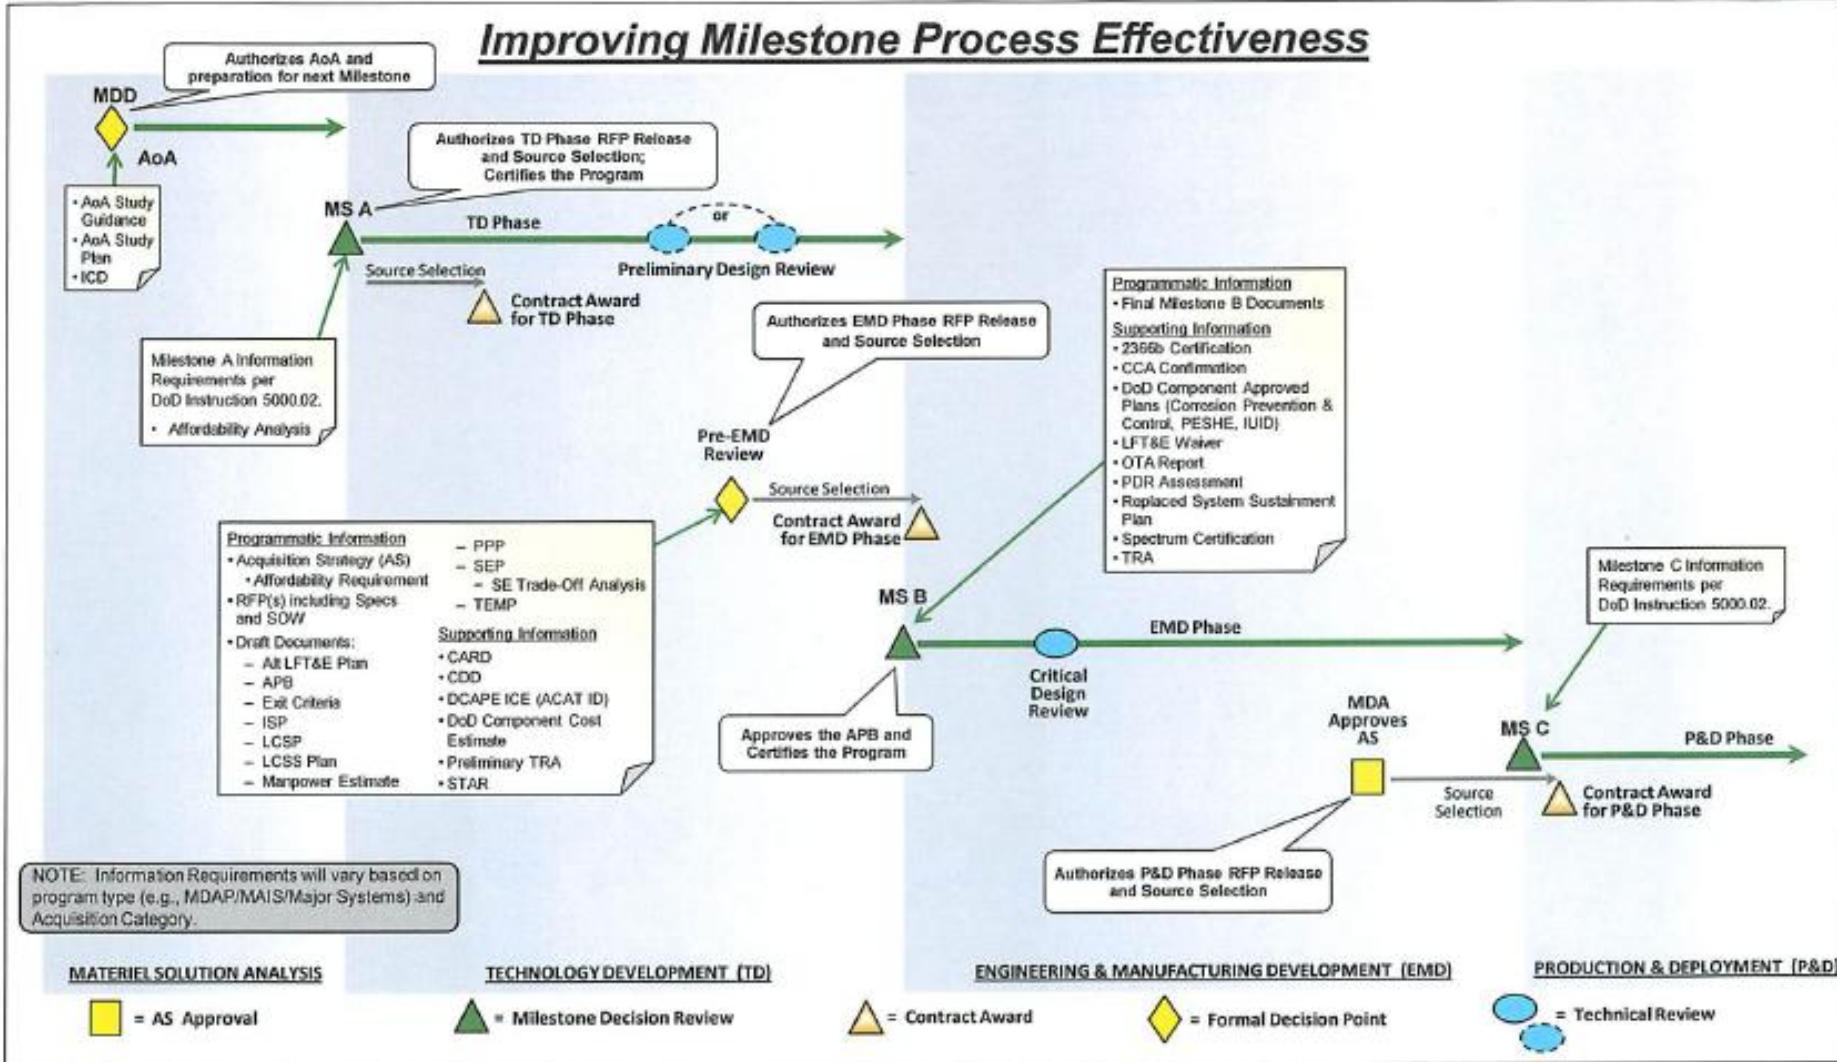 Improving Milestone Process Effectiveness
Authorizes AoA and
preparation for next Milestone
MDD
AoA
• AoA Study
Guidance
• AoA Study
Plan
• ICD
Authorizes TD Phase RFP Release
and Source Selection;
Certifies the Program
MS A
TD Phase
or
Preliminary Design Review
Source Selection
Contract Award
for TD Phase
Milestone A Information
Requirements per
DoD Instruction 5000.02.
• Affordability Analysis
Authorizes EMD Phase RFP Release
and Source Selection
Pre-EMD
Review
Source Selection
Contract Award
for EMD Phase
Programmatic Information
• Acquisition Strategy (AS)
• Affordability Requirement
• RFP(s) including Specs
and SOW
• Draft Documents:
– Alt LFT&E Plan
– APB
– Exit Criteria
– ISP
– LCSP
– LCSS Plan
– Manpower Estimate
– PPP
– SEP
– SE Trade-Off Analysis
– TEMP
Supporting Information
• CARD
• CDD
• DCAPE ICE (ACAT ID)
• DoD Component Cost
Estimate
• Preliminary TRA
• STAR
Programmatic Information
• Final Milestone B Documents
Supporting Information
• 2366b Certification
• CCA Confirmation
• DoD Component Approved
Plans (Corrosion Prevention &
Control, PESHE, IUID)
• LFT&E Waiver
• OTA Report
• PDR Assessment
• Replaced System Sustainment
Plan
• Spectrum Certification
• TRA
MS B
EMD Phase
Critical
Design
Review
Approves the APB and
Certifies the Program
Milestone C Information
Requirements per
DoD Instruction 5000.02.
MDA
Approves
AS
MS C
P&D Phase
Source
Selection
Contract Award
for P&D Phase
Authorizes P&D Phase RFP Release
and Source Selection
NOTE: Information Requirements will vary based on
program type (e.g., MDAP/MAIS/Major Systems) and
Acquisition Category.
MATERIEL SOLUTION ANALYSIS
TECHNOLOGY DEVELOPMENT (TD)
ENGINEERING & MANUFACTURING DEVELOPMENT (EMD)
PRODUCTION & DEPLOYMENT (P&D)
= AS Approval
= Milestone Decision Review
= Contract Award
= Formal Decision Point
= Technical Review